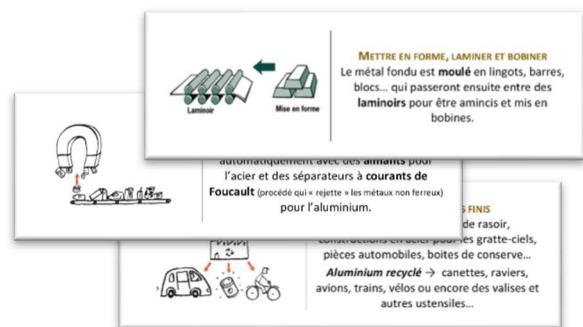 METTRE EN FORME, LAMINER ET BOBINER
Le métal fondu est moulé en lingots, barres,
blocs... qui passeront ensuite entre des
laminoirs pour être amincis et mis en
bobines.
Laminoir
Mise en forme
automatiquement avec des aimants pour
l'acier et des séparateurs à courants de
Foucault (procédé qui « rejette » les métaux non ferreux)
pour l'aluminium.
S FINIS
de rasoir,
constructions en acier pour les gratte-ciels,
pièces automobiles, boites de conserve...
Aluminium recyclé → canettes, raviers,
avions, trains, vélos ou encore des valises et
autres ustensiles...